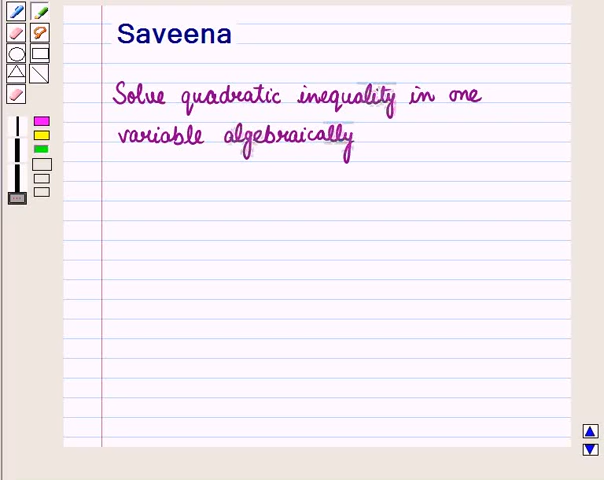 Saveena
Solve quadratic inequality in one
variable algebraically